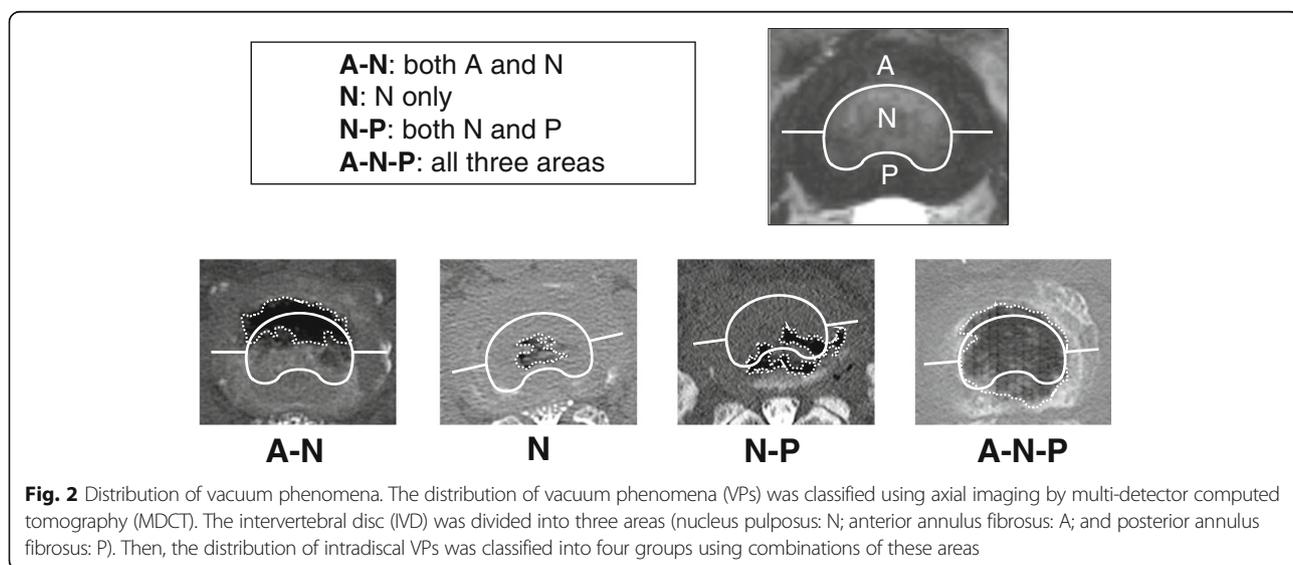 A-N: both A and N
N: N only
N-P: both N and P
A-N-P: all three areas
A
N
P
A-N
N
N-P
A-N-P
Fig. 2 Distribution of vacuum phenomena. The distribution of vacuum phenomena (VPs) was classified using axial imaging by multi-detector computed
tomography (MDCT). The intervertebral disc (IVD) was divided into three areas (nucleus pulposus: N; anterior annulus fibrosus: A; and posterior annulus
fibrosus: P). Then, the distribution of intradiscal VPs was classified into four groups using combinations of these areas